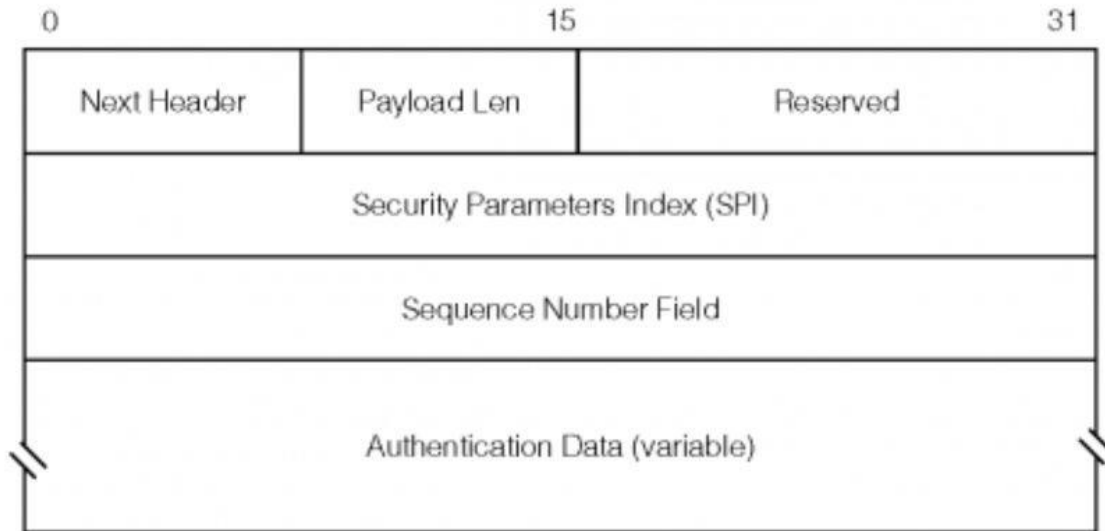 0 15 31
Next Header Payload Len Reserved
Security Parameters Index (SPI)
Sequence Number Field
Authentication Data (variable)